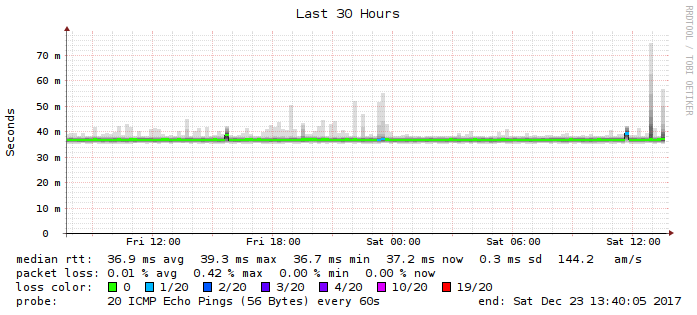 Last 30 Hours
RRDTOOL / TOBI OETIKER
Seconds
70 m
60 m
50 m
40 m
30 m
20 m
10 m
0
Fri 12:00 Fri 18:00 Sat 00:00 Sat 06:00 Sat 12:00
median rtt: 36.9 ms avg 39.3 ms max 36.7 ms min 37.2 ms now 0.3 ms sd 144.2 am/s
packet loss: 0.01 % avg 0.42 % max 0.00 % min 0.00 % now
loss color: 0 1/20 2/20 3/20 4/20 10/20 19/20
probe: 20 ICMP Echo Pings (56 Bytes) every 60s end: Sat Dec 23 13:40:05 2017